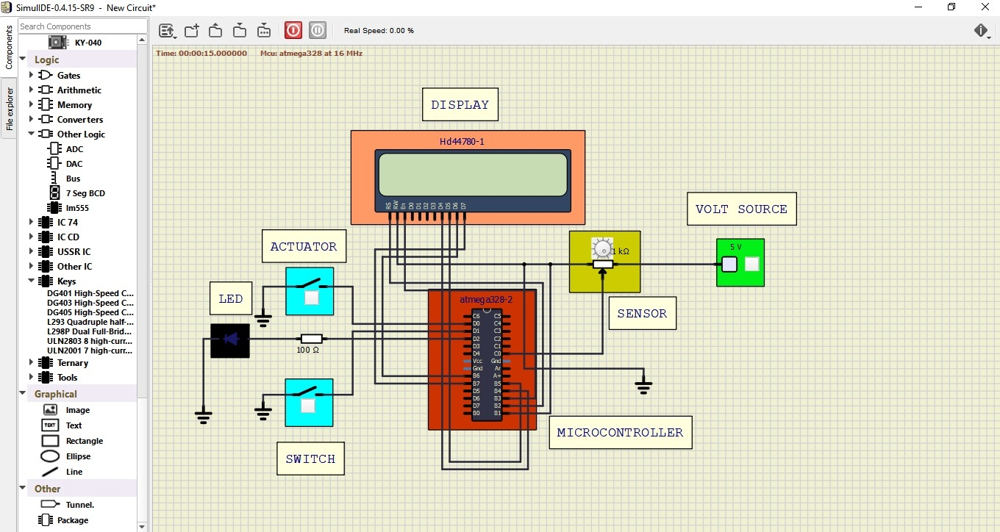 SimulIDE-0.4.15-SR9 - New Circuit*
Components
File explorer
Search Components
KY-040
Logic
Gates
Arithmetic
Memory
Converters
Other Logic
ADC
DAC
Bus
7 Seg BCD
lm555
IC 74
IC CD
USSR IC
Other IC
Keys
DG401 High-Speed C...
DG403 High-Speed C...
DG405 High-Speed C...
L293 Quadruple half-...
L298P Dual Full-Brid...
ULN2803 8 high-curr...
ULN2001 7 high-curr...
Ternary
Tools
Graphical
Image
TEXT Text
Rectangle
Ellipse
Line
Other
Tunnel.
Package
Real Speed: 0.00 %
Time: 00:00:15.000000 Mcu: atmega328 at 16 MHz
DISPLAY
Hd44780-1
RS RW En D0 D1 D2 D3 D4 D5 D6 D7
VOLT SOURCE
5 V
1 kΩ
SENSOR
ACTUATOR
LED
100 Ω
SWITCH
atmega328-2
C6 C5
D0 C4
D1 C3
D2 C2
D3 C1
D4 C0
Vcc Gnd
Gnd Ar
B6 A+
B7 B5
D5 B4
D6 B3
D7 B2
B0 B1
MICROCONTROLLER